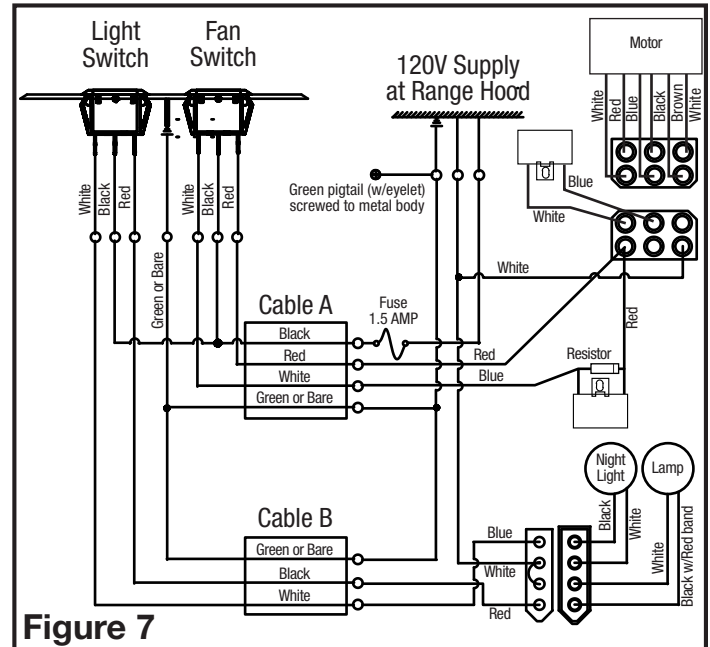 Light
Switch
Fan
Switch
120V Supply
at Range Hood
Motor
White
Red
Blue
Black
Brown
White
Blue
White
Green pigtail (w/eyelet)
screwed to metal body
White
Black
Red
Green or Bare
White
Black
Red
White
Cable A
Fuse
1.5 AMP
Black
Red
White
Green or Bare
Red
Blue
Resistor
Red
Night
Light
Lamp
Black
White
White
Black w/Red band
Cable B
Green or Bare
Black
White
Blue
White
Red
Figure 7